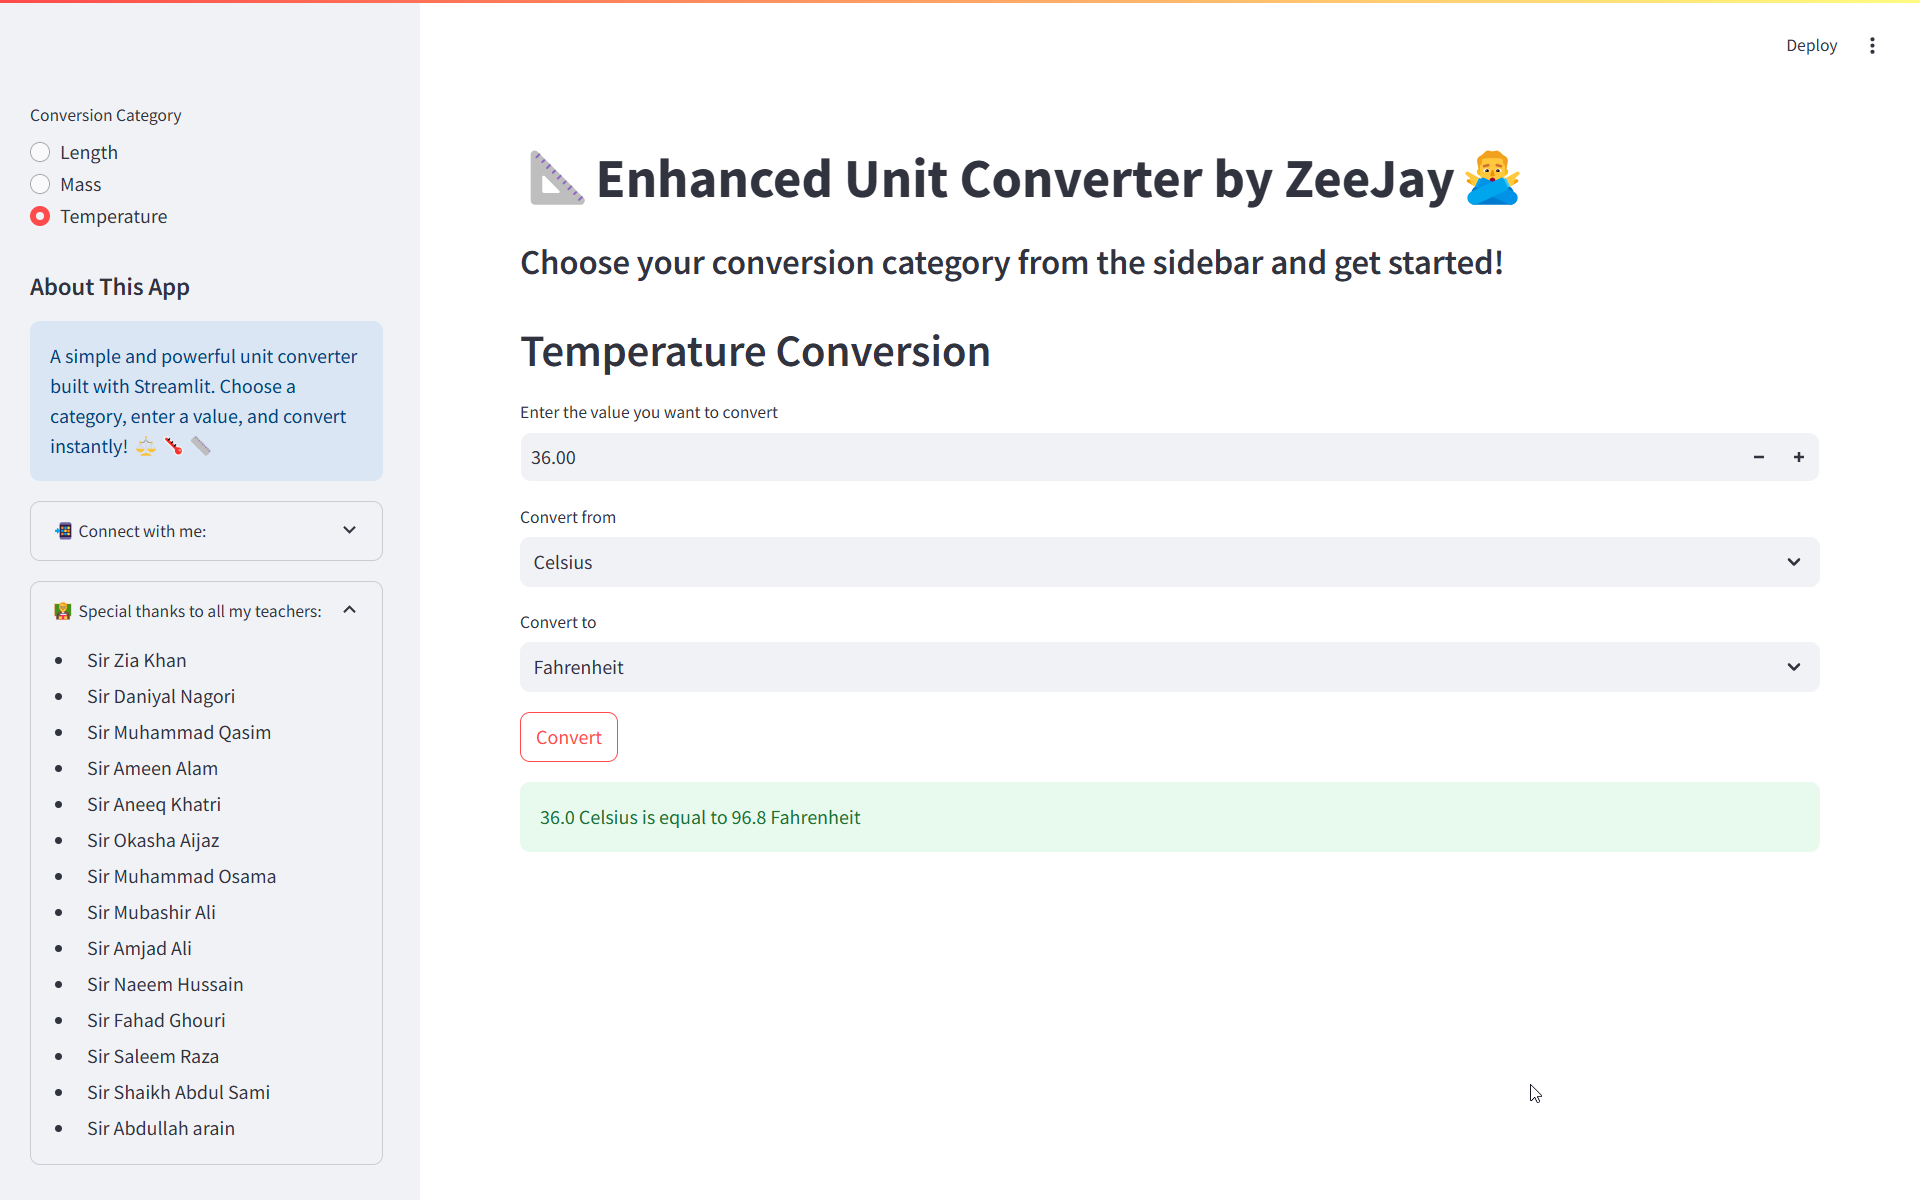 Deploy
Conversion Category
Length
Mass
Temperature
About This App
A simple and powerful unit converter
built with Streamlit. Choose a
category, enter a value, and convert
instantly!
Connect with me:
Special thanks to all my teachers:
Sir Zia Khan
Sir Daniyal Nagori
Sir Muhammad Qasim
Sir Ameen Alam
Sir Aneeq Khatri
Sir Okasha Aijaz
Sir Muhammad Osama
Sir Mubashir Ali
Sir Amjad Ali
Sir Naeem Hussain
Sir Fahad Ghouri
Sir Saleem Raza
Sir Shaikh Abdul Sami
Sir Abdullah arain
Enhanced Unit Converter by ZeeJay
Choose your conversion category from the sidebar and get started!
Temperature Conversion
Enter the value you want to convert
36.00
Convert from
Celsius
Convert to
Fahrenheit
Convert
36.0 Celsius is equal to 96.8 Fahrenheit